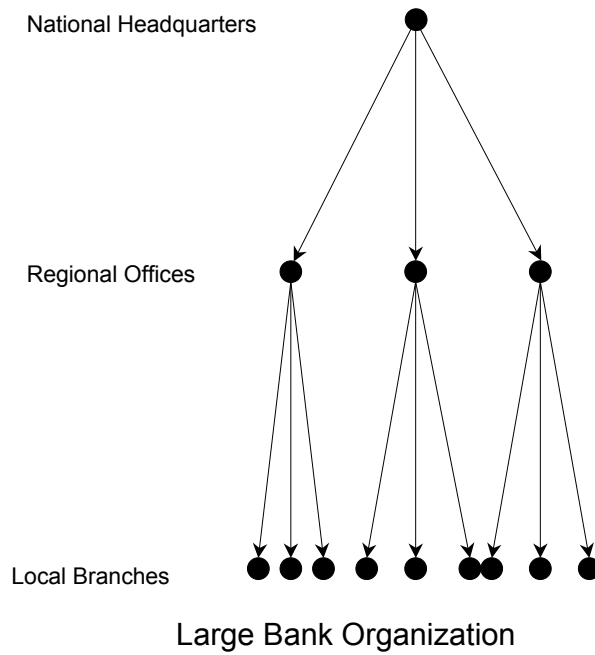 National Headquarters
Regional Offices
Local Branches
Large Bank Organization